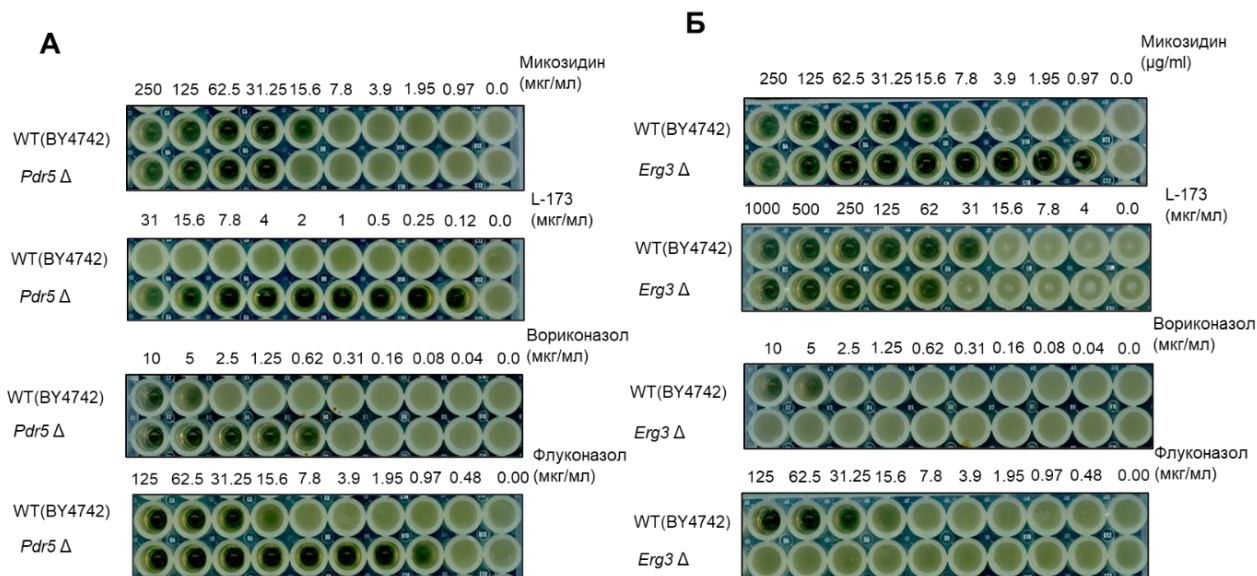 А
Микозидин
(мкг/мл)
250 125 62.5 31.25 15.6 7.8 3.9 1.95 0.97 0.0
WT(BY4742)
Pdr5 Δ
L-173
(мкг/мл)
31 15.6 7.8 4 2 1 0.5 0.25 0.12 0.0
WT(BY4742)
Pdr5 Δ
Вориконазол
(мкг/мл)
10 5 2.5 1.25 0.62 0.31 0.16 0.08 0.04 0.0
WT(BY4742)
Pdr5 Δ
Флуконазол
(мкг/мл)
125 62.5 31.25 15.6 7.8 3.9 1.95 0.97 0.48 0.00
WT(BY4742)
Pdr5 Δ
Б
Микозидин
(µg/ml)
250 125 62.5 31.25 15.6 7.8 3.9 1.95 0.97 0.0
WT(BY4742)
Erg3 Δ
L-173
(мкг/мл)
1000 500 250 125 62 31 15.6 7.8 4 0.0
WT(BY4742)
Erg3 Δ
Вориконазол
(мкг/мл)
10 5 2.5 1.25 0.62 0.31 0.16 0.08 0.04 0.0
WT(BY4742)
Erg3 Δ
Флуконазол
(мкг/мл)
125 62.5 31.25 15.6 7.8 3.9 1.95 0.97 0.48 0.00
WT(BY4742)
Erg3 Δ